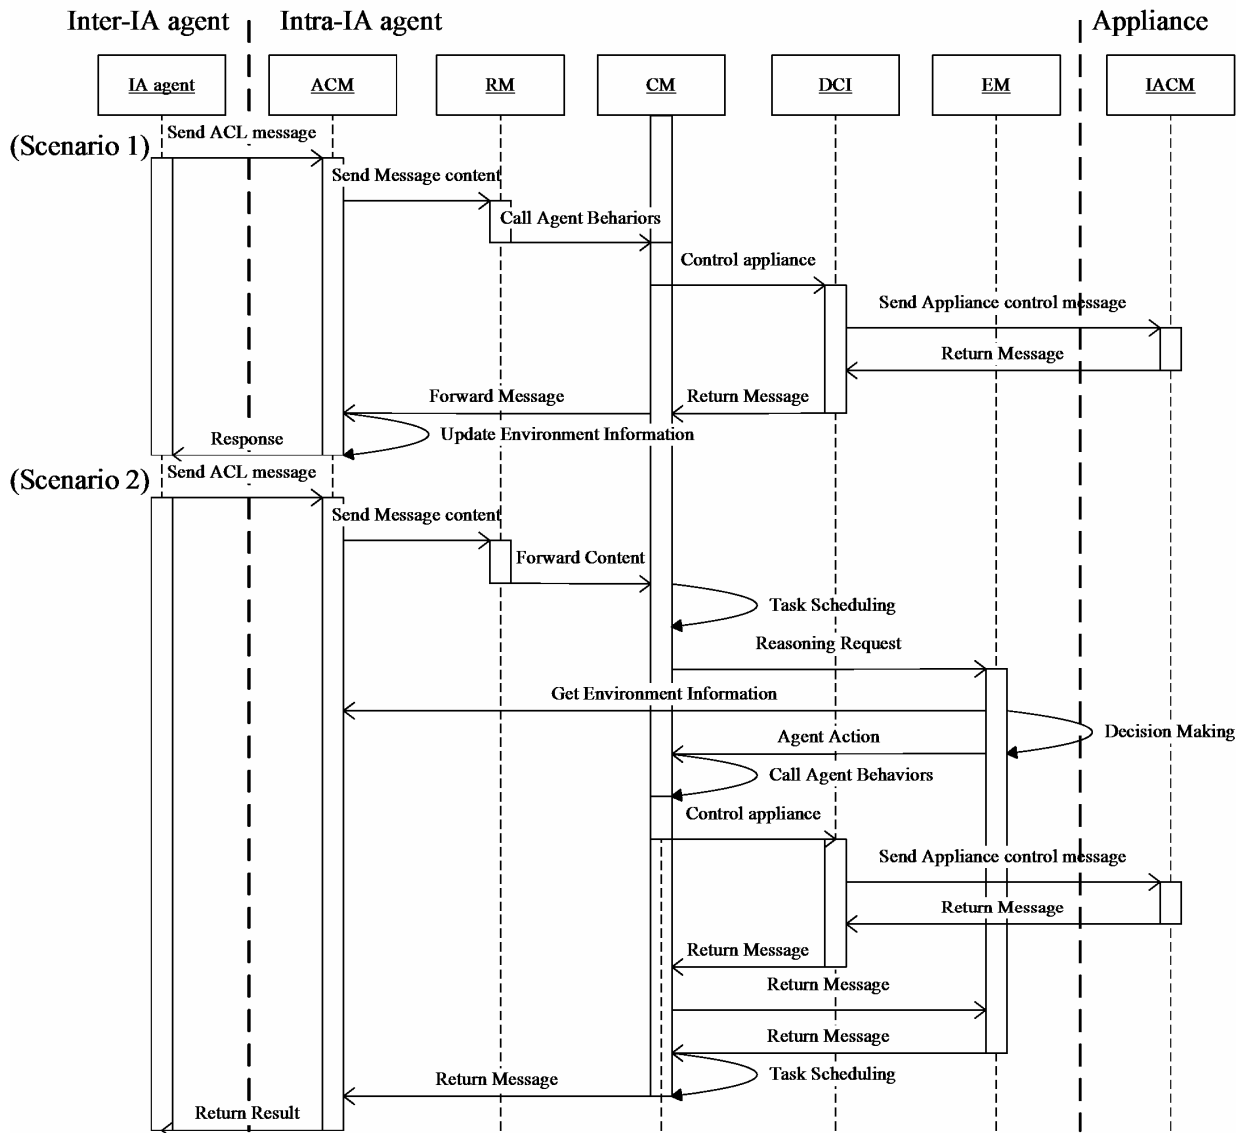 Inter-IA agent
Intra-IA agent
Appliance
IA agent
ACM
RM
CM
DCI
EM
IACM
(Scenario 1)
Send ACL message
Send Message content
Call Agent Behariors
Control appliance
Send Appliance control message
Return Message
Forward Message
Return Message
Update Environment Information
Response
(Scenario 2)
Send ACL message
Send Message content
Forward Content
Task Scheduling
Reasoning Request
Get Environment Information
Decision Making
Agent Action
Call Agent Behaviors
Control appliance
Send Appliance control message
Return Message
Return Message
Return Message
Return Message
Task Scheduling
Return Message
Return Result